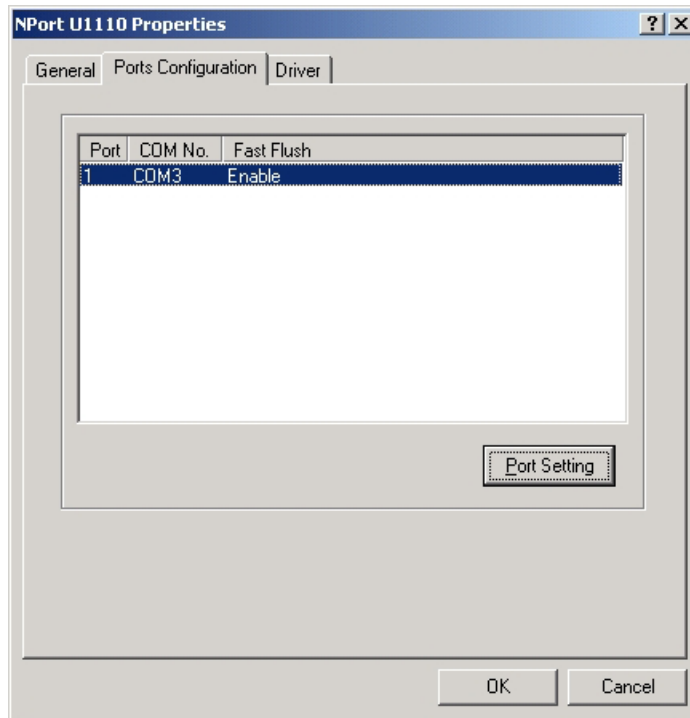 NPort U1110 Properties
General Ports Configuration Driver
Port COM No. Fast Flush
1 COM3 Enable
Port Setting
OK Cancel